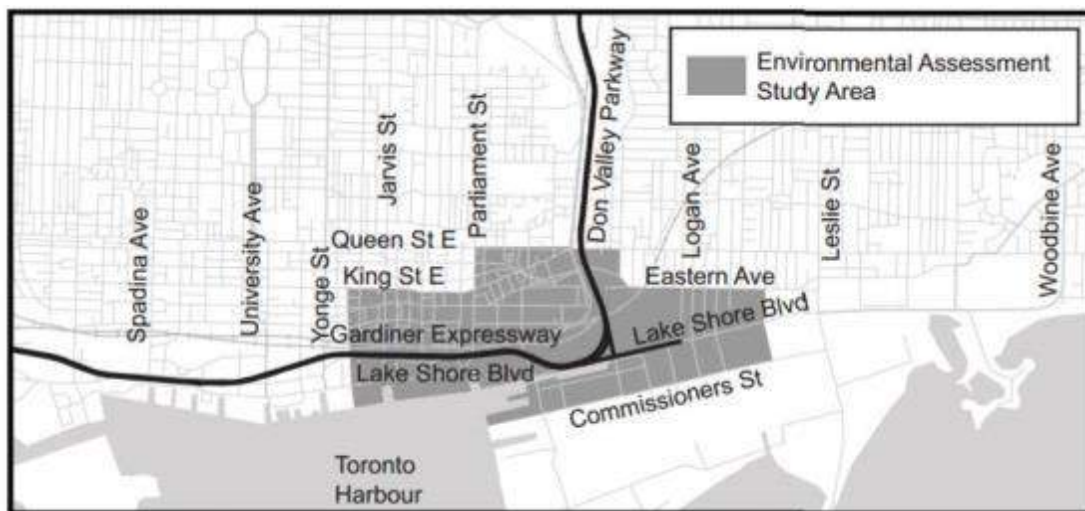 Environmental Assessment
Study Area
Spadina Ave
University Ave
Yonge St
Jarvis St
Parliament St
Don Valley Parkway
Logan Ave
Leslie St
Woodbine Ave
Queen St E
King St E
Eastern Ave
Gardiner Expressway
Lake Shore Blvd
Lake Shore Blvd
Commissioners St
Toronto
Harbour